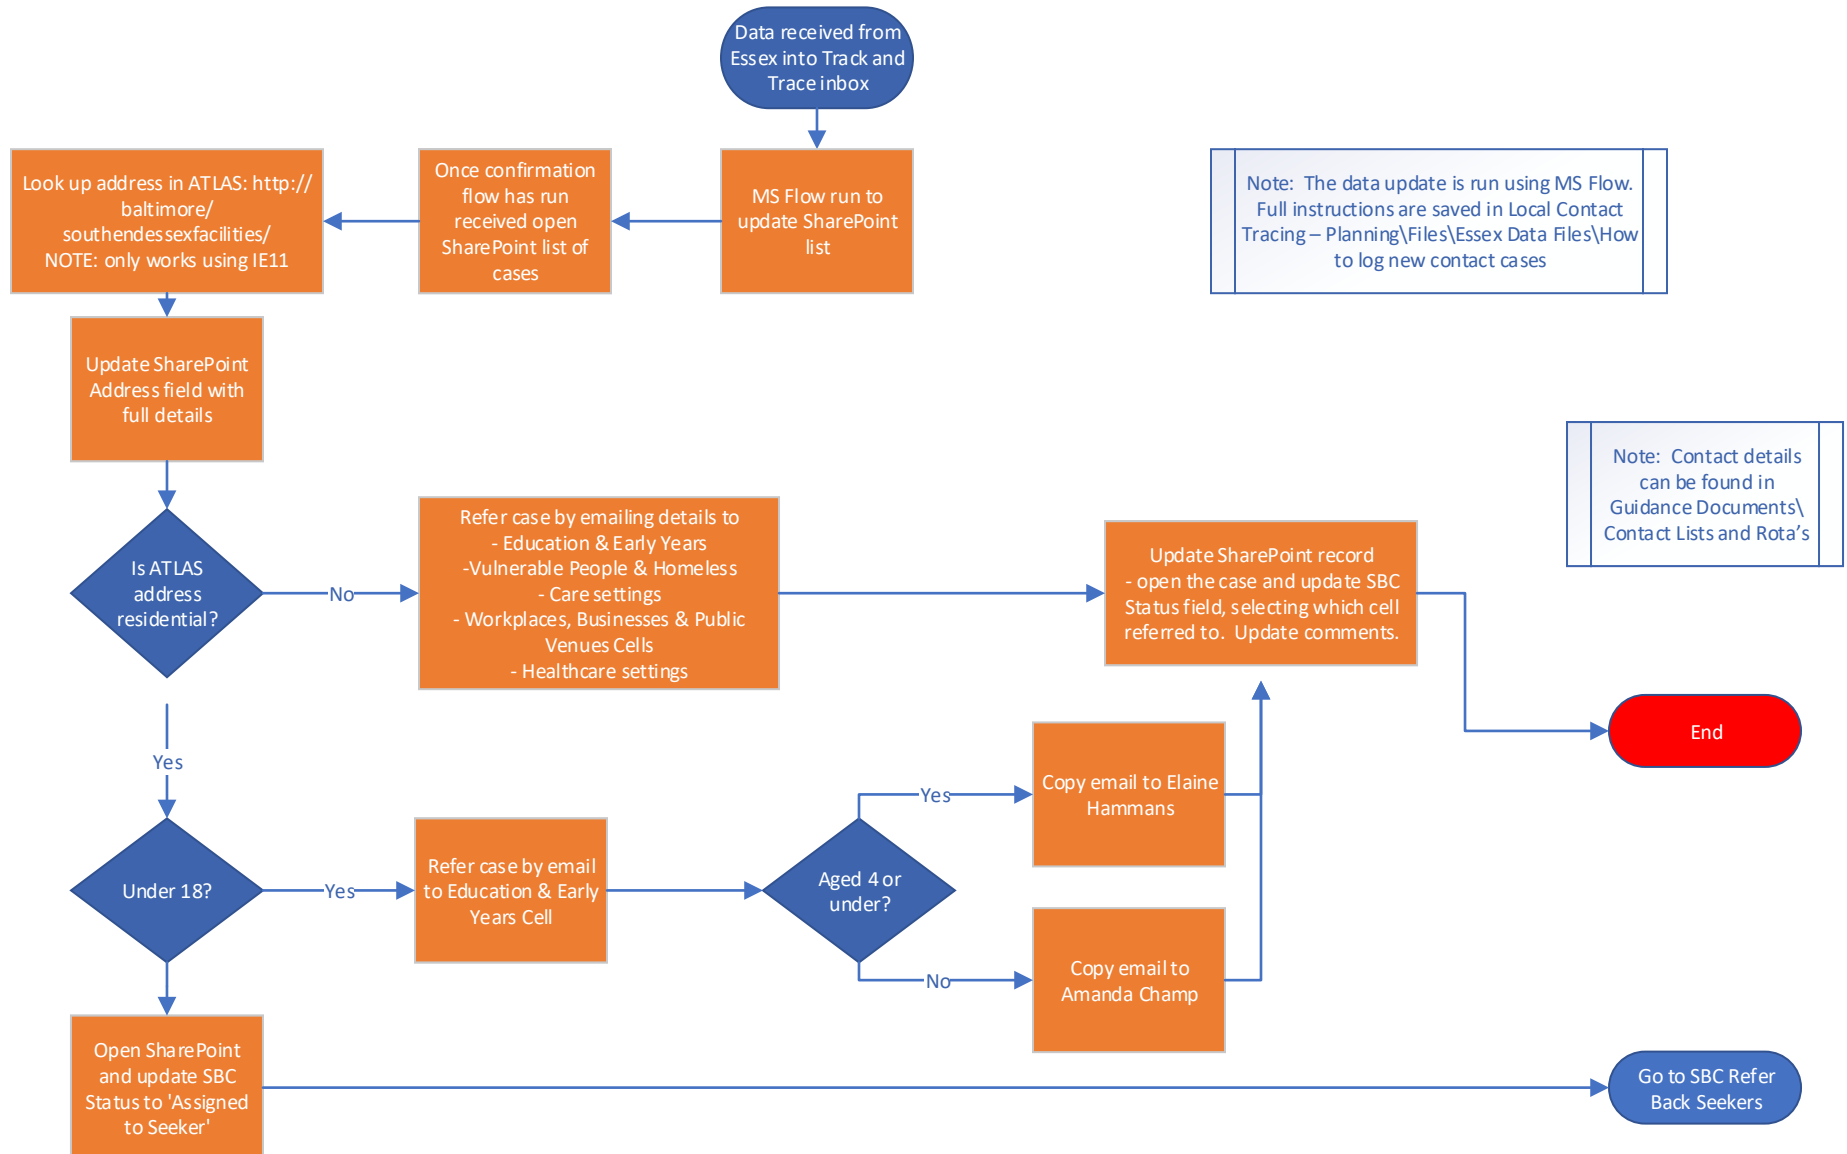 Data received from
Essex into Track and
Trace inbox
Look up address in ATLAS: http://
baltimore/
southendessexfacilities/
NOTE: only works using IE11
Once confirmation
flow has run
received open
SharePoint list of
cases
MS Flow run to
update SharePoint
list
Note:  The data update is run using MS Flow.
Full instructions are saved in Local Contact
Tracing – Planning\Files\Essex Data Files\How
to log new contact cases
Update SharePoint
Address field with
full details
Note:  Contact details
can be found in
Guidance Documents\
Contact Lists and Rota's
Is ATLAS
address
residential?
No
Refer case by emailing details to
- Education & Early Years
-Vulnerable People & Homeless
- Care settings
- Workplaces, Businesses & Public
Venues Cells
- Healthcare settings
Update SharePoint record
- open the case and update SBC
Status field, selecting which cell
referred to.  Update comments.
End
Yes
Under 18?
Yes
Refer case by email
to Education & Early
Years Cell
Aged 4 or
under?
Yes
Copy email to Elaine
Hammans
No
Copy email to
Amanda Champ
Open SharePoint
and update SBC
Status to 'Assigned
to Seeker'
Go to SBC Refer
Back Seekers